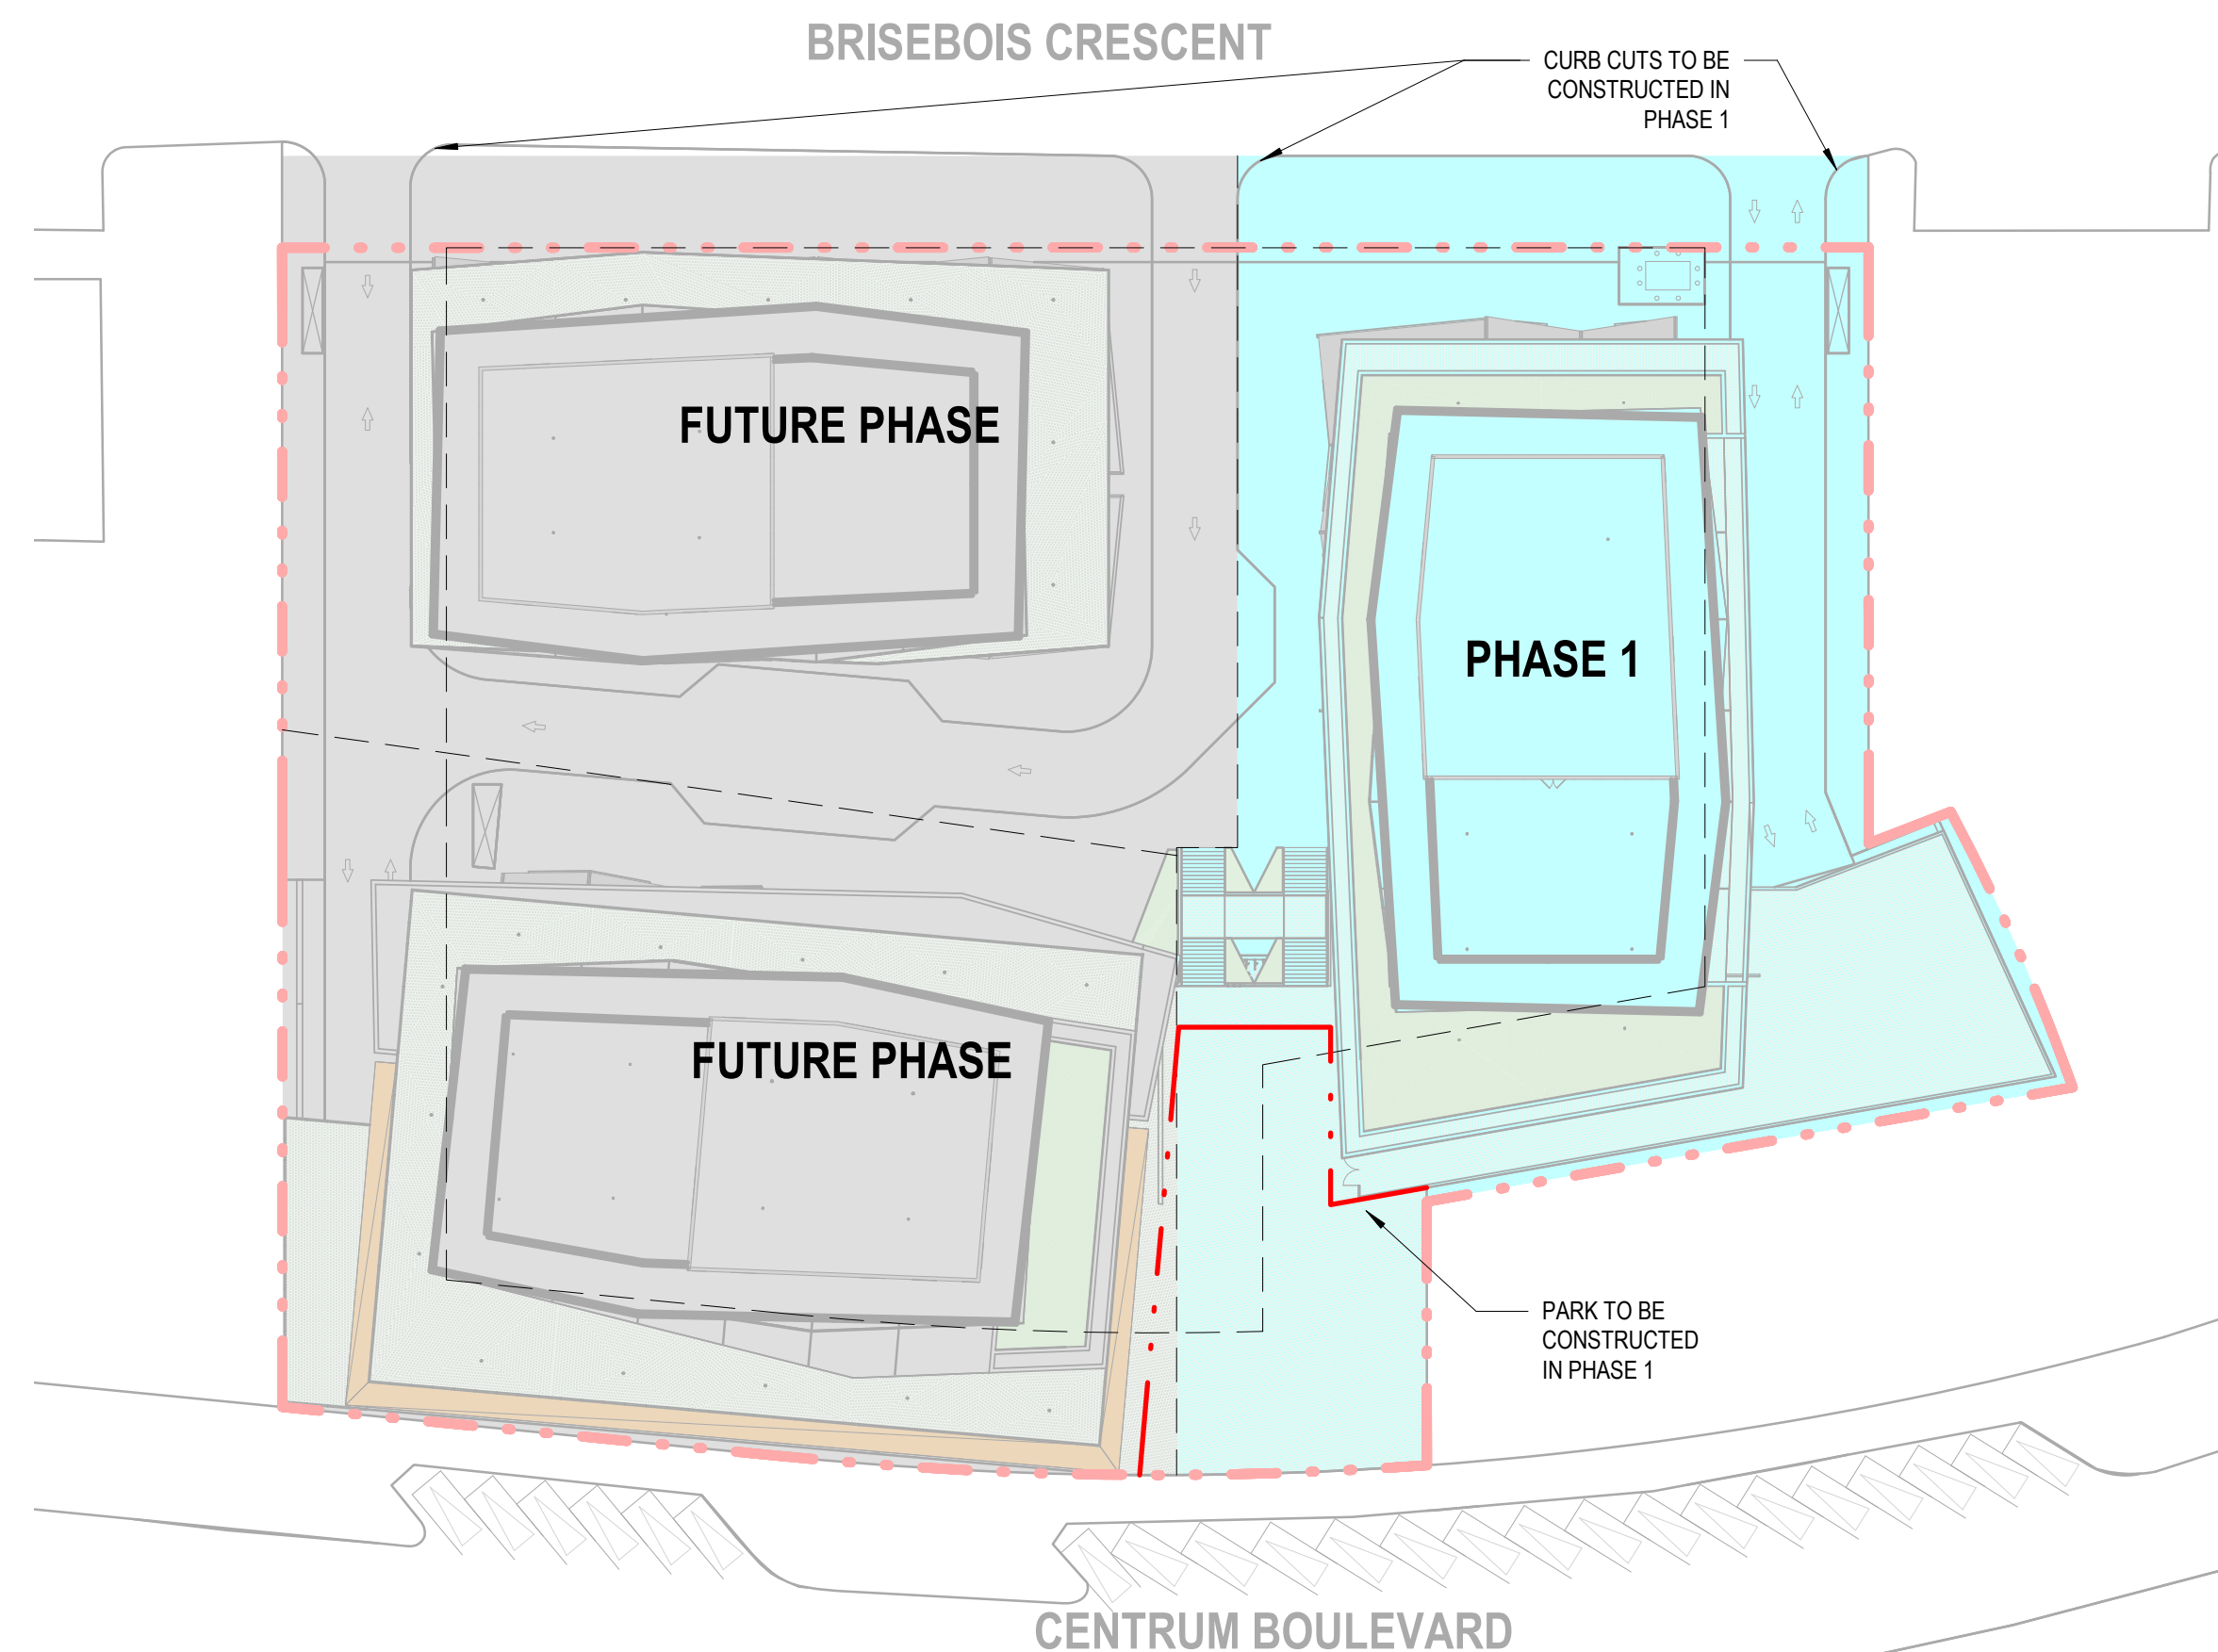 BRISEBOIS CRESCENT
CURB CUTS TO BE
CONSTRUCTED IN
PHASE 1
FUTURE PHASE
PHASE 1
FUTURE PHASE
PARK TO BE
CONSTRUCTED
IN PHASE 1
CENTRUM BOULEVARD